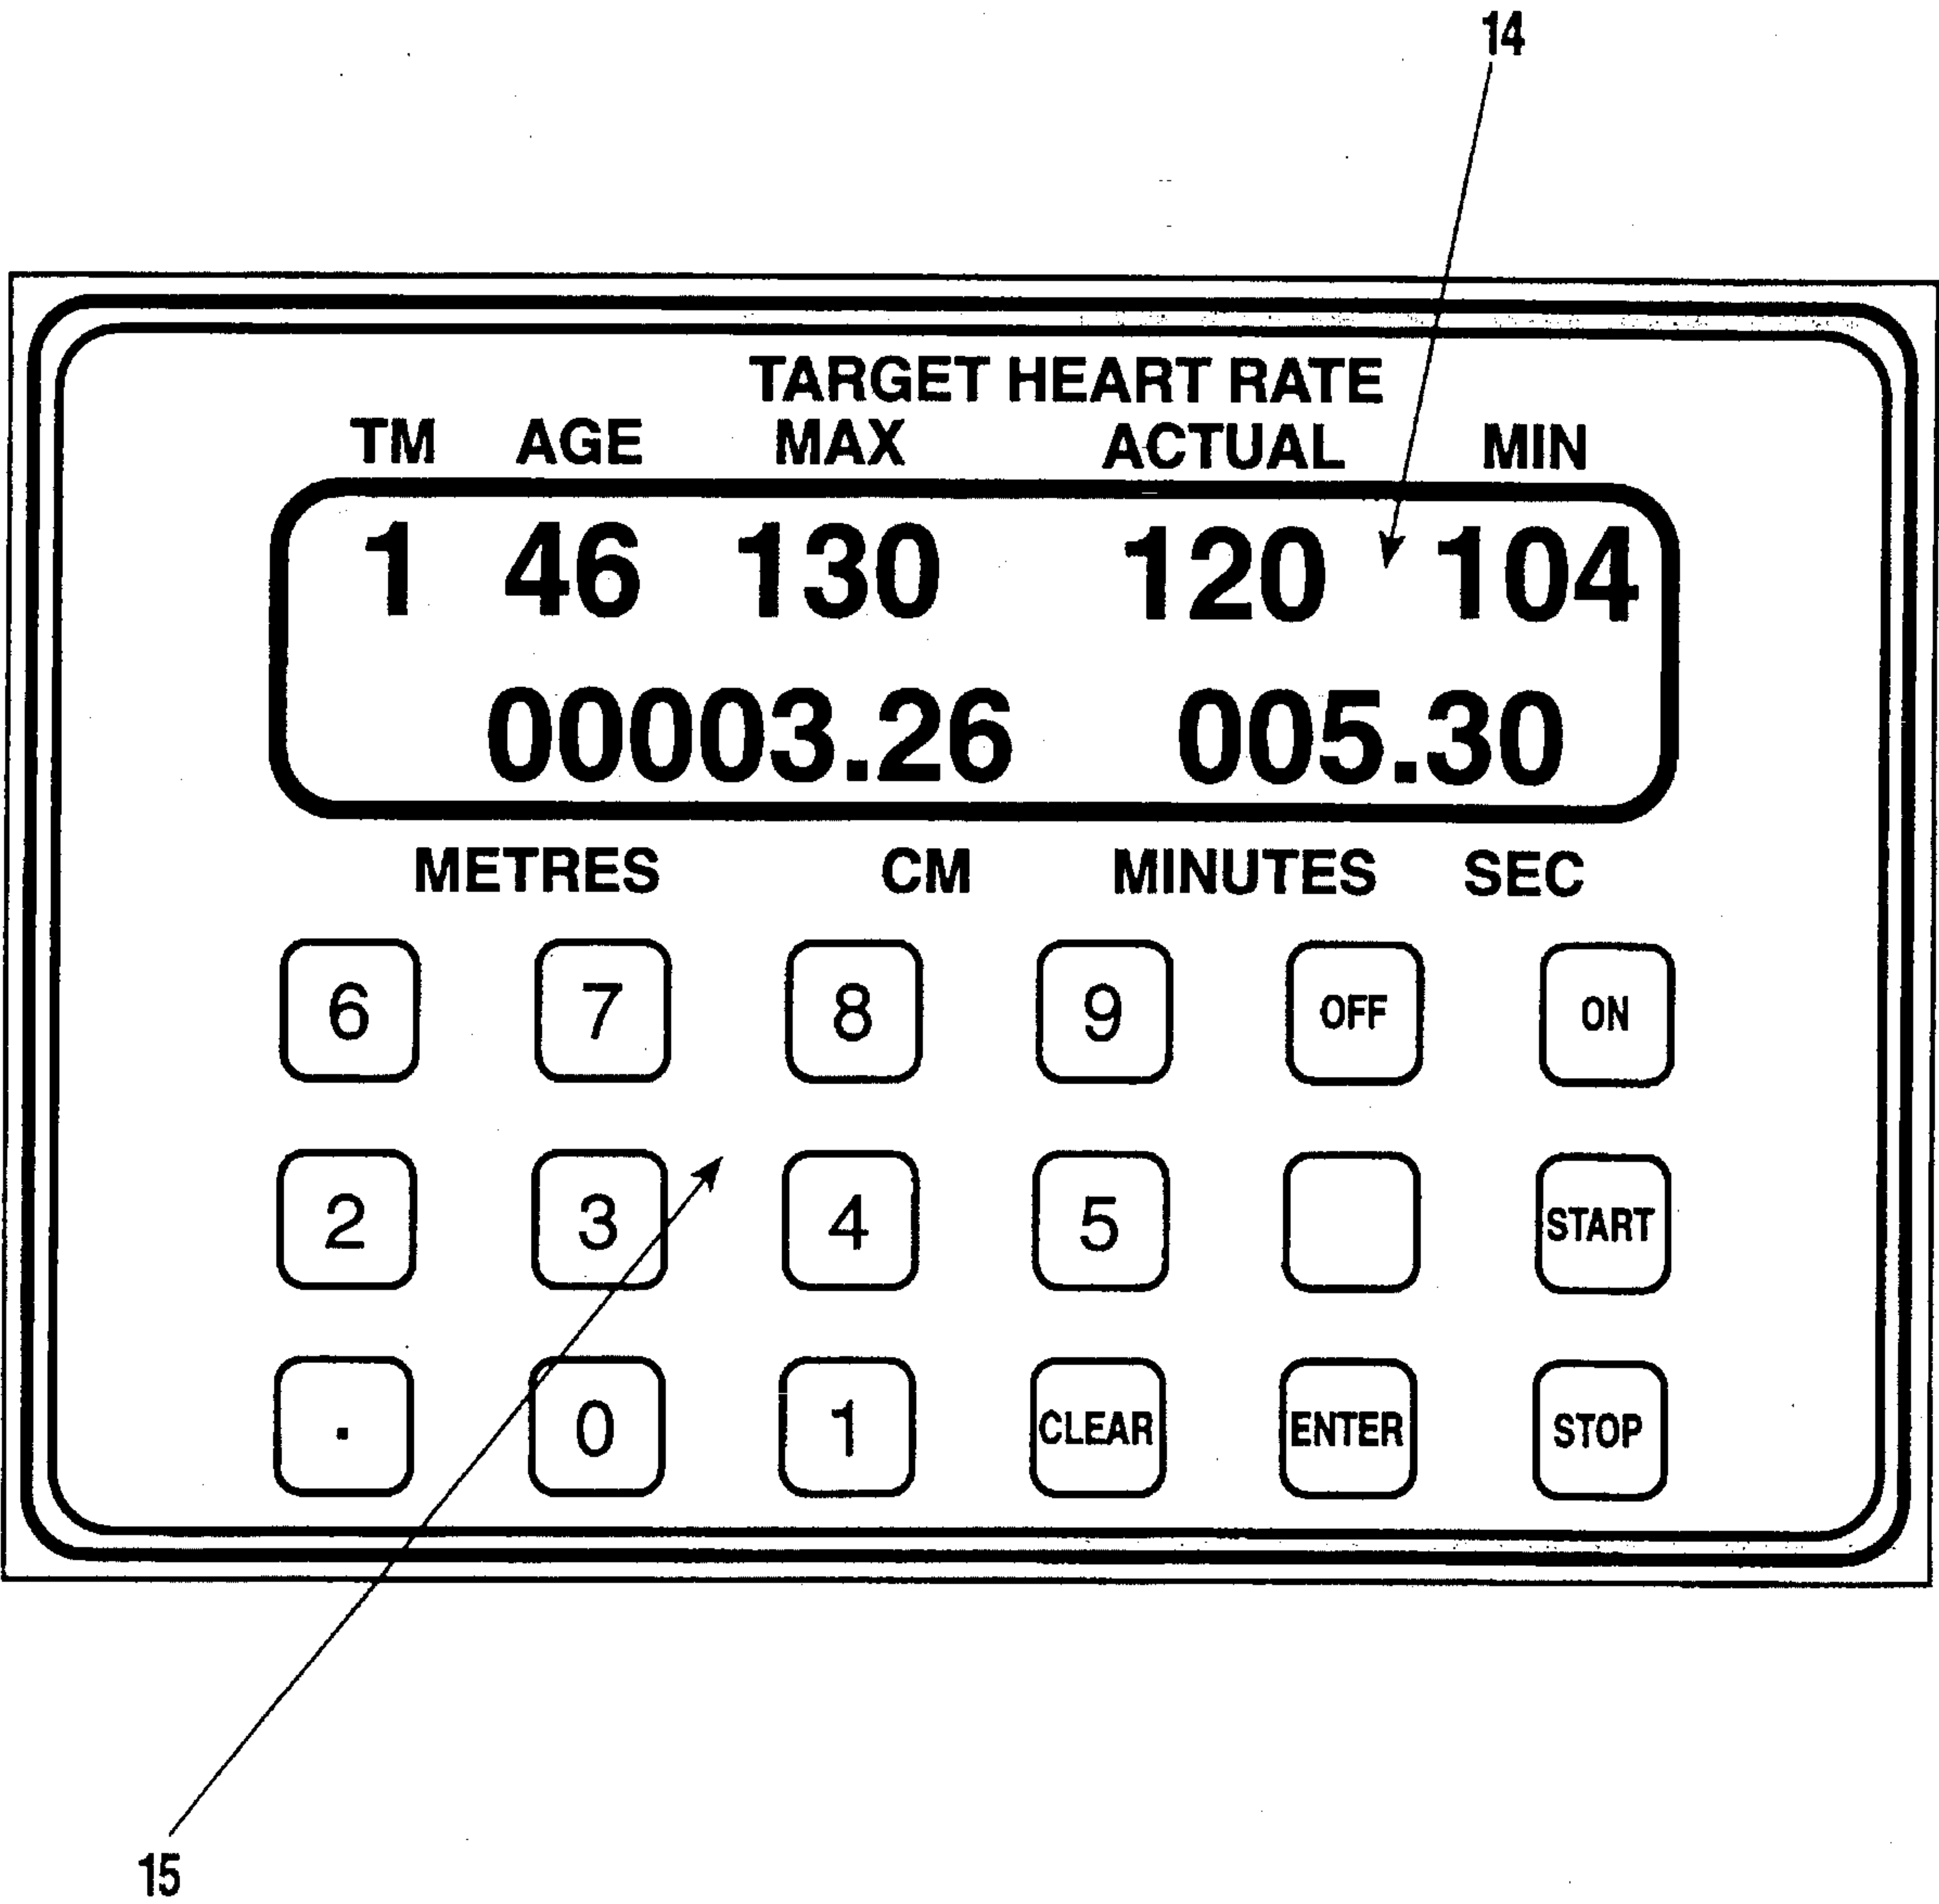 14
TARGET HEART RATE
TM AGE MAX ACTUAL MIN
1 46 130 120 104
00003.26 005.30
METRES CM MINUTES SEC
6 7 8 9 OFF ON
2 3 4 5 START
. 0 1 CLEAR ENTER STOP
15